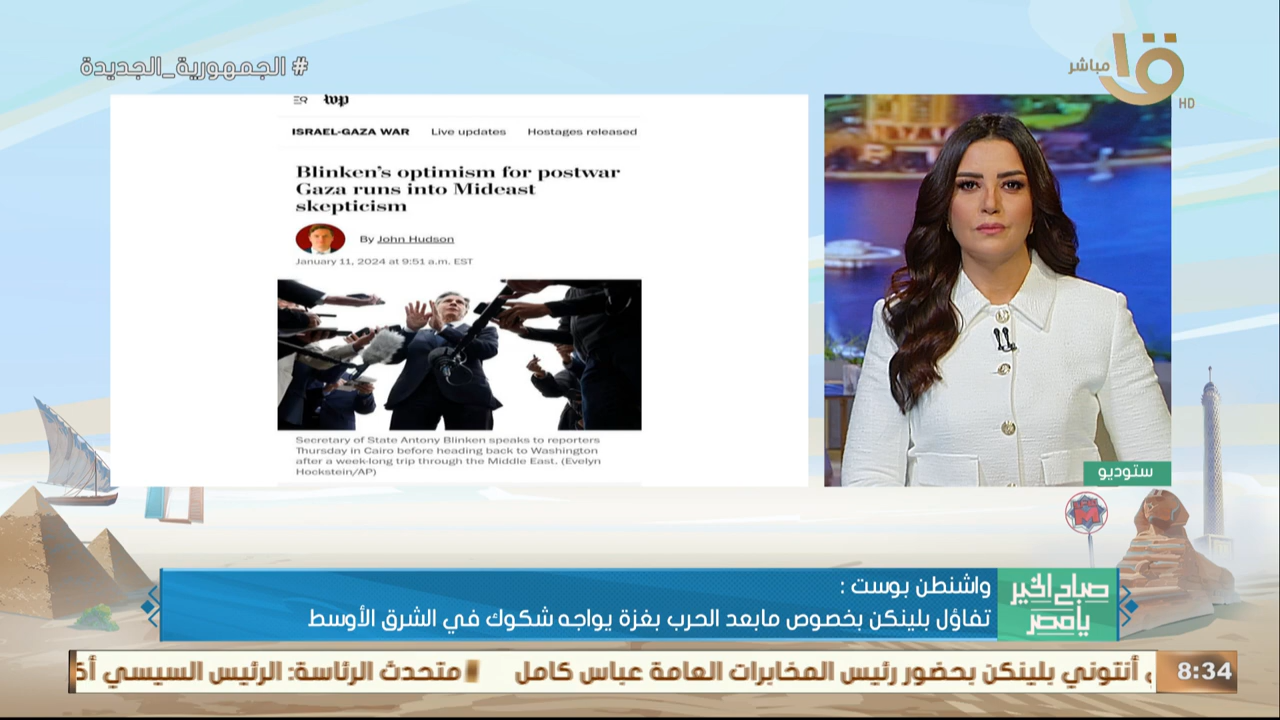 # الجمهورية_الجديدة
مباشر
HD
wp
ISRAEL-GAZA WAR Live updates Hostages released
Blinken's optimism for postwar
Gaza runs into Mideast
skepticism
By John Hudson
January 11, 2024 at 9:51 a.m. EST
Secretary of State Antony Blinken speaks to reporters
Thursday in Cairo before heading back to Washington
after a week-long trip through the Middle East. (Evelyn
Hockstein/AP)
ستوديو
M
صباح الخير
يا مصر
واشنطن بوست :
تفاؤل بلينكن بخصوص مابعد الحرب بغزة يواجه شكوك في الشرق الأوسط
أنتوني بلينكن بحضور رئيس المخابرات العامة عباس كامل
متحدث الرئاسة: الرئيس السيسي
8:34